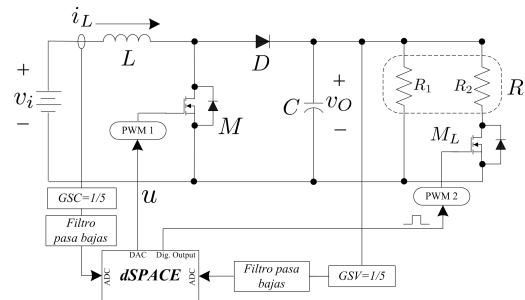 i_L
L
D
+
v_i
−
M
PWM 1
C
+
v_O
−
R_1
R_2
R
M_L
PWM 2
GSC=1/5
Filtro
pasa bajas
u
DAC
Dig. Output
ADC
dSPACE
ADC
Filtro pasa
bajas
GSV=1/5